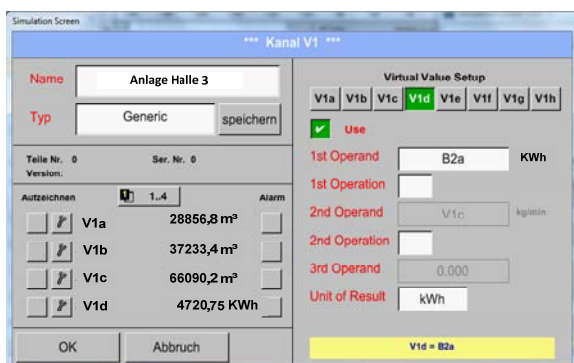 Simulation Screen
*** Kanal V1 ***
Name
Anlage Halle 3
Typ
Generic
speichern
Teile Nr. 0
Ser. Nr. 0
Version:
Aufzeichnen
1..4
Alarm
V1a
28856,8 m³
V1b
37233,4 m³
V1c
66090,2 m³
V1d
4720,75 KWh
OK
Abbruch
Virtual Value Setup
V1a V1b V1c V1d V1e V1f V1g V1h
Use
1st Operand
B2a
KWh
1st Operation
2nd Operand
V1c
kg/min
2nd Operation
3rd Operand
0.000
Unit of Result
kWh
V1d = B2a